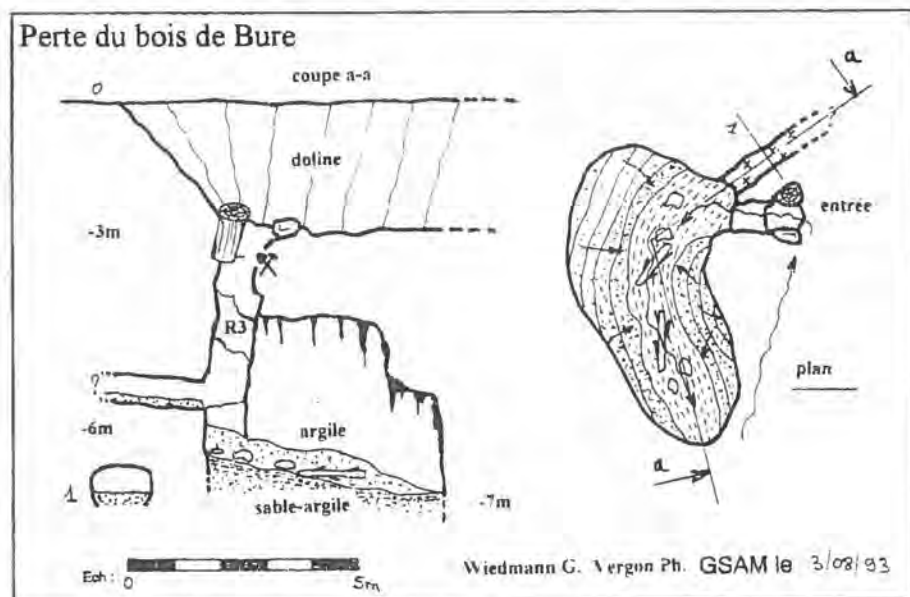 Perte du bois de Bure
coupe a-a
0
doline
-3m
R3
?
-6m
argile
sable-argile
-7m
1
Ech:
0
5m
a
1
entrée
plan
a
Wiedmann G. Vergon Ph. GSAM le 3/08/93